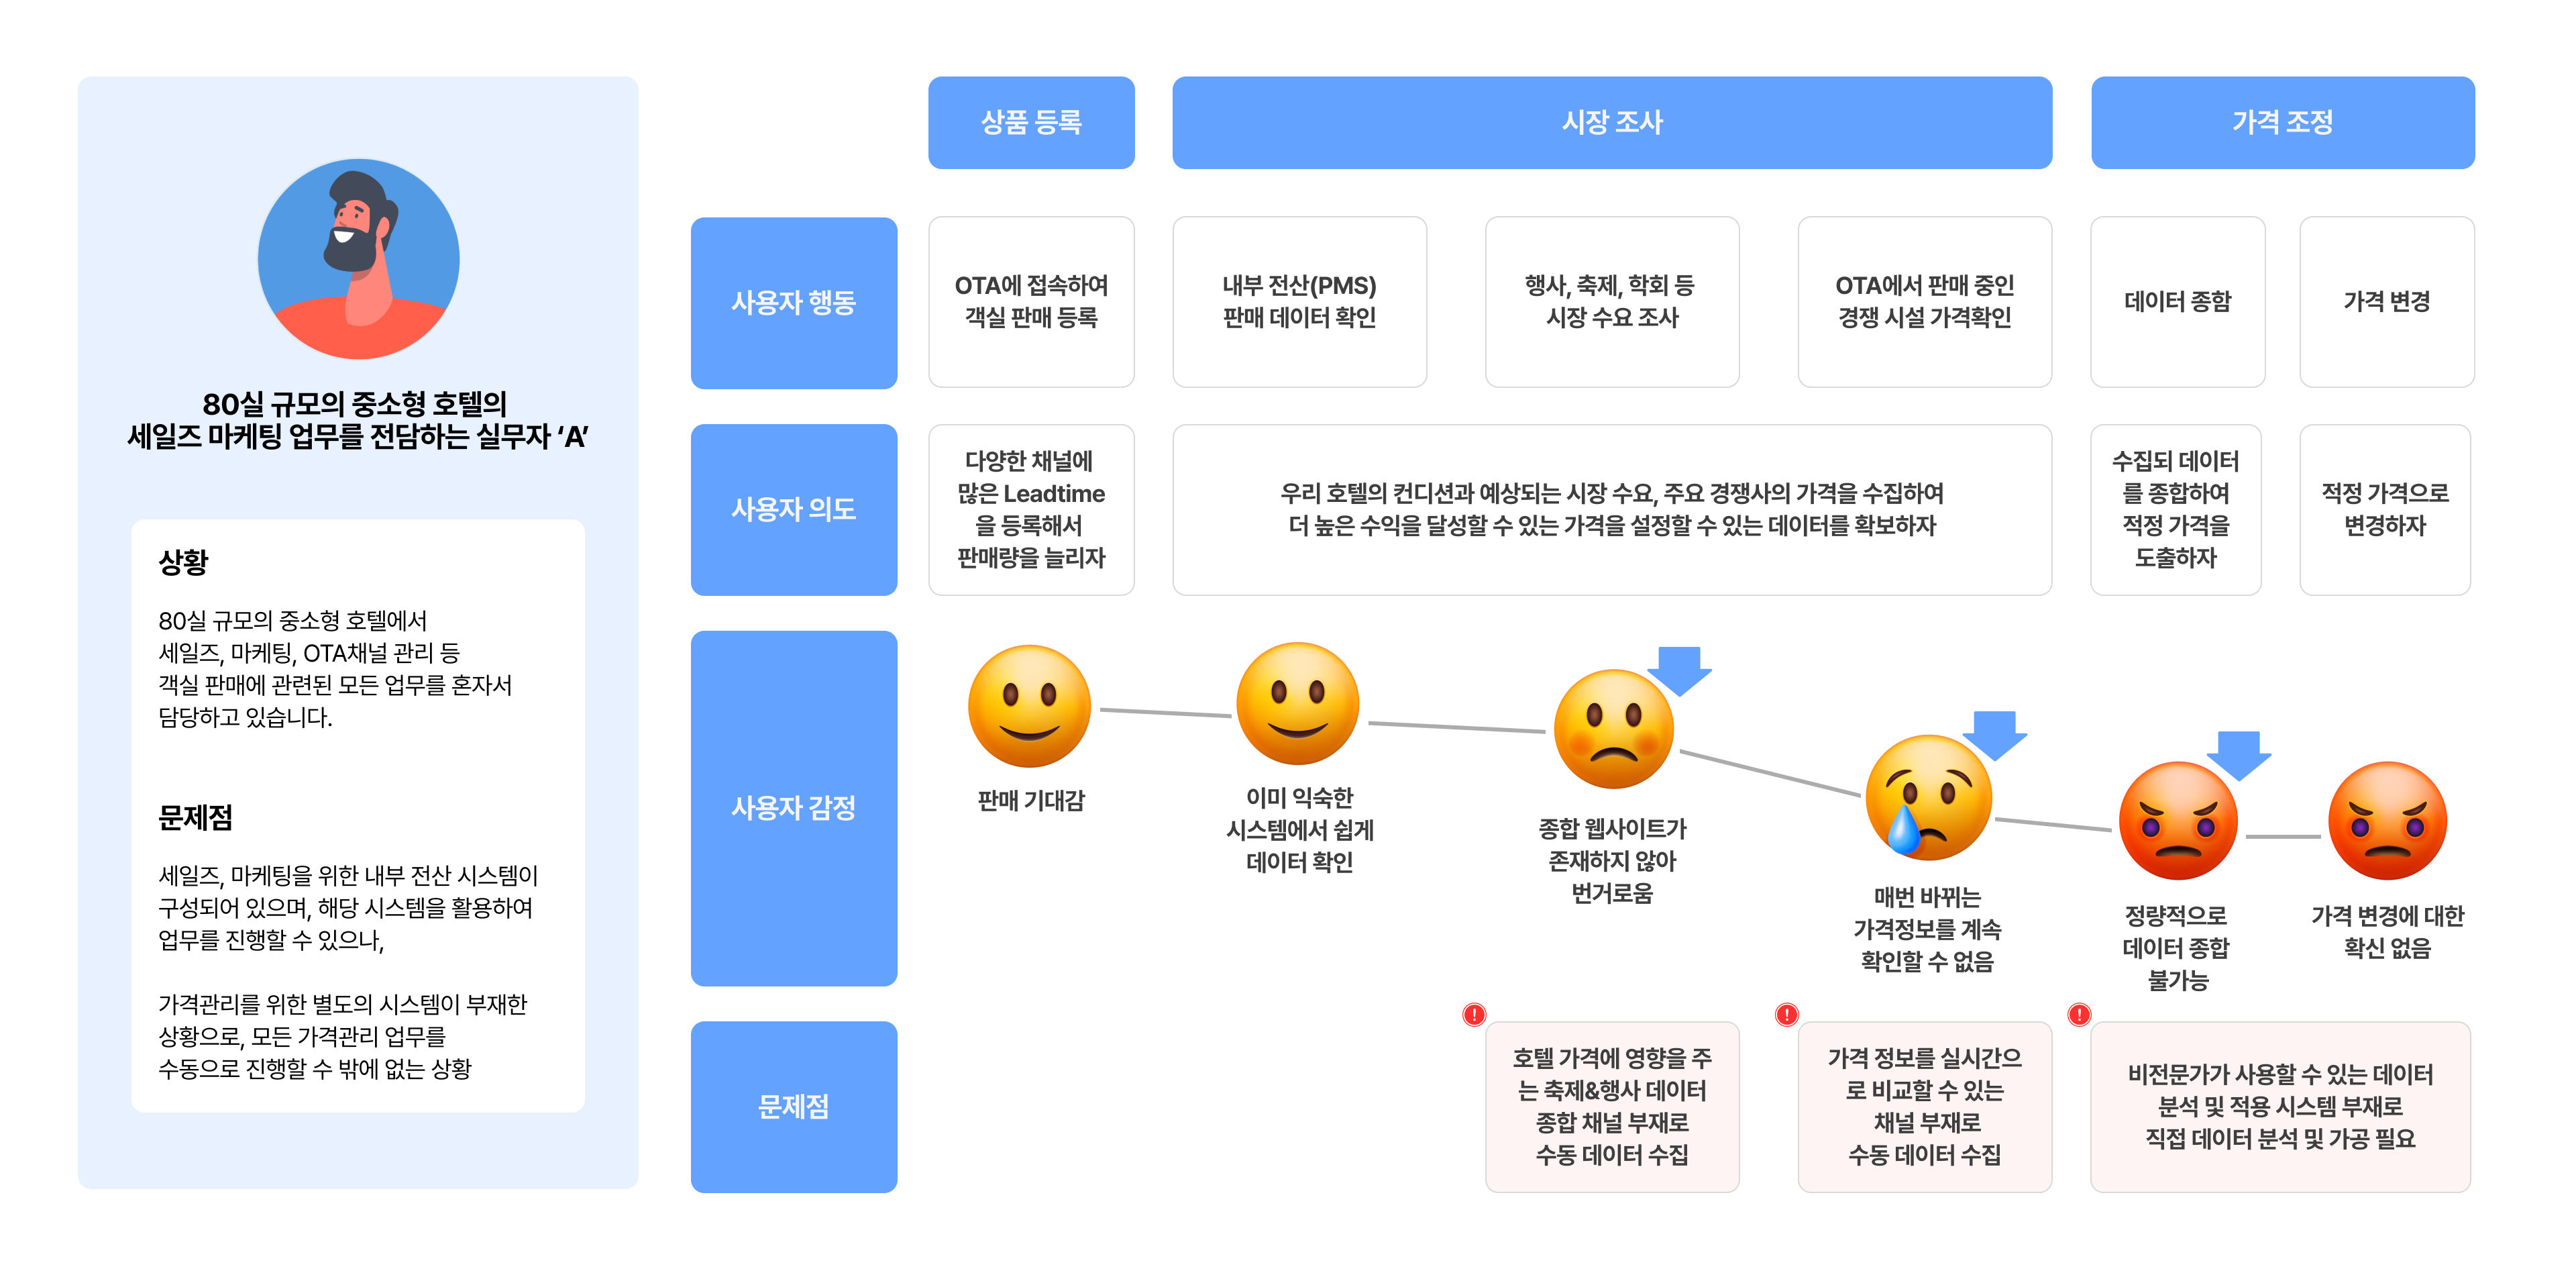 80실 규모의 중소형 호텔의
세일즈 마케팅 업무를 전담하는 실무자 ‘A’
상황
80실 규모의 중소형 호텔에서
세일즈, 마케팅, OTA채널 관리 등
객실 판매에 관련된 모든 업무를 혼자서
담당하고 있습니다.
문제점
세일즈, 마케팅을 위한 내부 전산 시스템이
구성되어 있으며, 해당 시스템을 활용하여
업무를 진행할 수 있으나,
가격관리를 위한 별도의 시스템이 부재한
상황으로, 모든 가격관리 업무를
수동으로 진행할 수 밖에 없는 상황
상품 등록
시장 조사
가격 조정
사용자 행동
OTA에 접속하여
객실 판매 등록
내부 전산(PMS)
판매 데이터 확인
행사, 축제, 학회 등
시장 수요 조사
OTA에서 판매 중인
경쟁 시설 가격확인
데이터 종합
가격 변경
사용자 의도
다양한 채널에
많은 Leadtime
을 등록해서
판매량을 늘리자
우리 호텔의 컨디션과 예상되는 시장 수요, 주요 경쟁사의 가격을 수집하여
더 높은 수익을 달성할 수 있는 가격을 설정할 수 있는 데이터를 확보하자
수집되 데이터
를 종합하여
적정 가격을
도출하자
적정 가격으로
변경하자
사용자 감정
판매 기대감
이미 익숙한
시스템에서 쉽게
데이터 확인
종합 웹사이트가
존재하지 않아
번거로움
매번 바뀌는
가격정보를 계속
확인할 수 없음
정량적으로
데이터 종합
불가능
가격 변경에 대한
확신 없음
문제점
호텔 가격에 영향을 주
는 축제&행사 데이터
종합 채널 부재로
수동 데이터 수집
가격 정보를 실시간으
로 비교할 수 있는
채널 부재로
수동 데이터 수집
비전문가가 사용할 수 있는 데이터
분석 및 적용 시스템 부재로
직접 데이터 분석 및 가공 필요